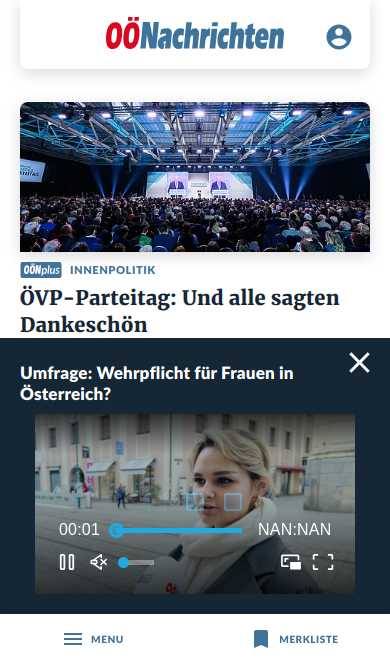 OÖNachrichten
OÖNplus INNENPOLITIK
ÖVP-Parteitag: Und alle sagten
Dankeschön
Umfrage: Wehrpflicht für Frauen in
Österreich?
00:01 NAN:NAN
MENU MERKLISTE